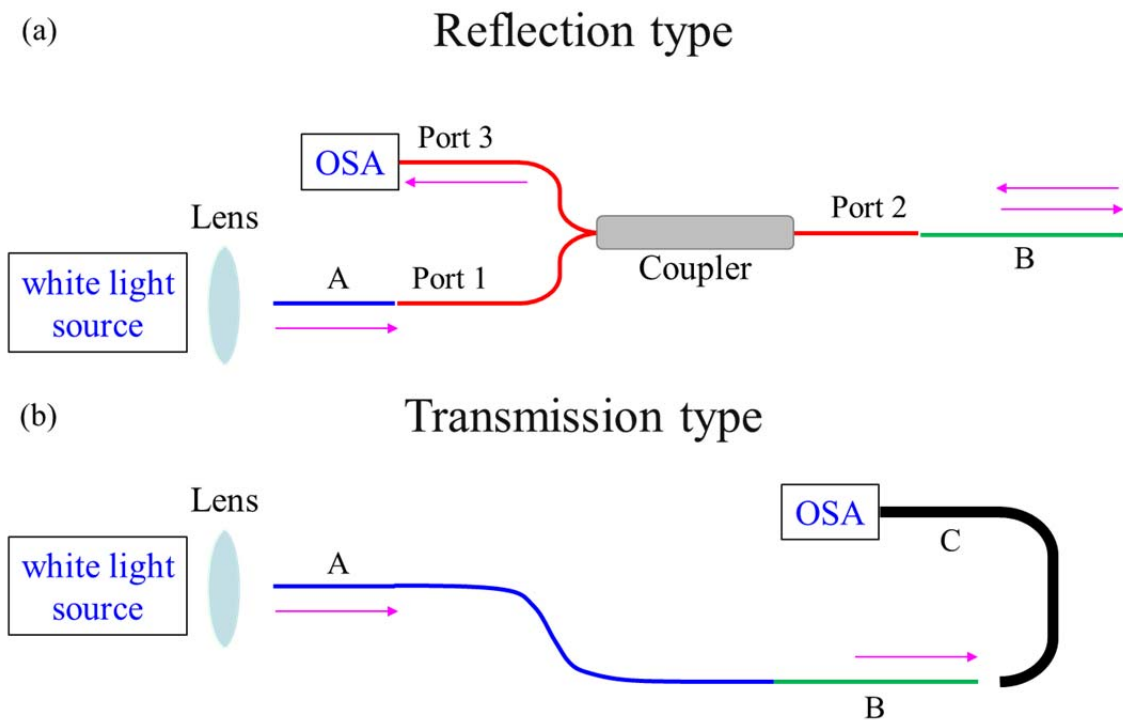 (a)
Reflection type
Port 3
OSA
Lens
Port 2
white light
source
A
Port 1
Coupler
B
(b)
Transmission type
Lens
OSA
C
white light
source
A
B